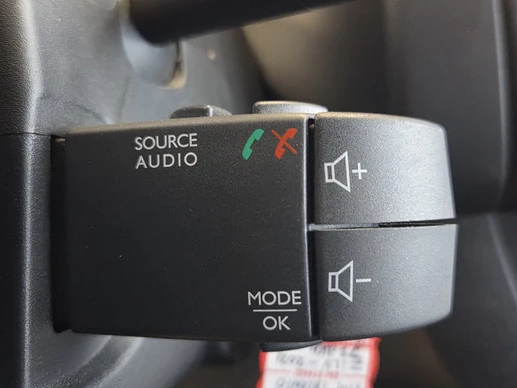 SOURCE
AUDIO
+
-
MODE
OK